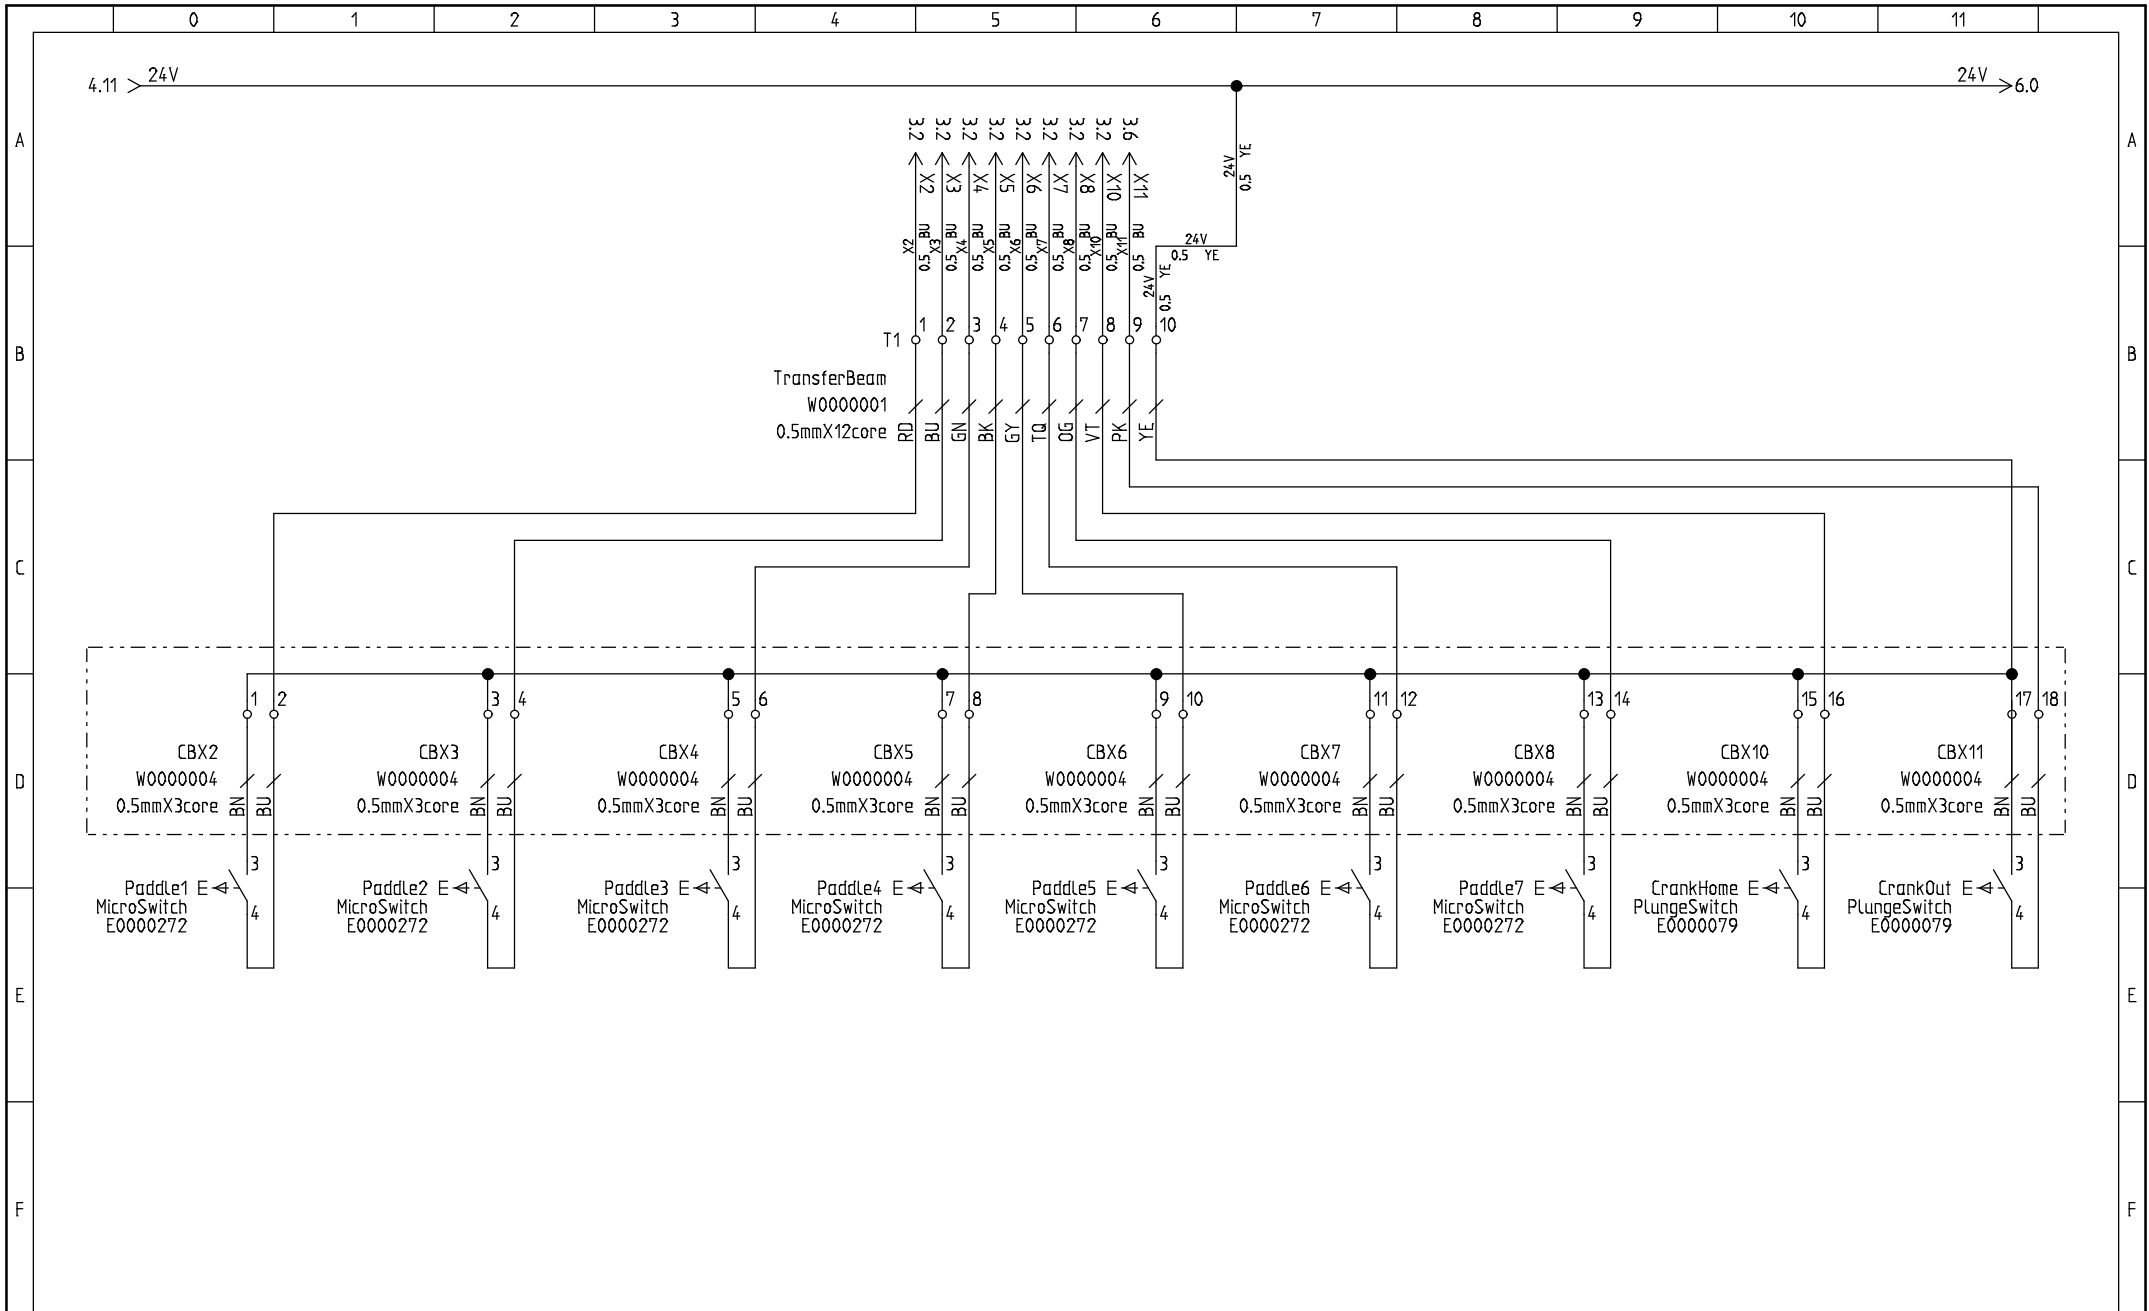 0 1 2 3 4 5 6 7 8 9 10 11
4.11 24V 24V 6.0
A A
3.2 3.2 3.2 3.2 3.2 3.2 3.2 3.2 3.6
X2 X3 X4 X5 X6 X7 X8 X10 X11
24V 0.5 YE
X2 0.5 BU X3 0.5 BU X4 0.5 BU X5 0.5 BU X6 0.5 BU X7 0.5 BU X8 0.5 BU X10 0.5 BU X11 0.5 BU
24V
0.5 YE
24V 0.5 YE
T1 1 2 3 4 5 6 7 8 9 10
B B
TransferBeam
W0000001
0.5mmX12core RD BU GN BK GY TQ OG VT PK YE
C C
1 2 3 4 5 6 7 8 9 10 11 12 13 14 15 16 17 18
CBX2 CBX3 CBX4 CBX5 CBX6 CBX7 CBX8 CBX10 CBX11
D W0000004 W0000004 W0000004 W0000004 W0000004 W0000004 W0000004 W0000004 W0000004 D
0.5mmX3core BN BU 0.5mmX3core BN BU 0.5mmX3core BN BU 0.5mmX3core BN BU 0.5mmX3core BN BU 0.5mmX3core BN BU 0.5mmX3core BN BU 0.5mmX3core BN BU 0.5mmX3core BN BU
3 3 3 3 3 3 3 3 3
Paddle1 Paddle2 Paddle3 Paddle4 Paddle5 Paddle6 Paddle7 CrankHome CrankOut
MicroSwitch MicroSwitch MicroSwitch MicroSwitch MicroSwitch MicroSwitch MicroSwitch PlungeSwitch PlungeSwitch
4 4 4 4 4 4 4 4 4
E0000272 E0000272 E0000272 E0000272 E0000272 E0000272 E0000272 E0000079 E0000079
E E
F F